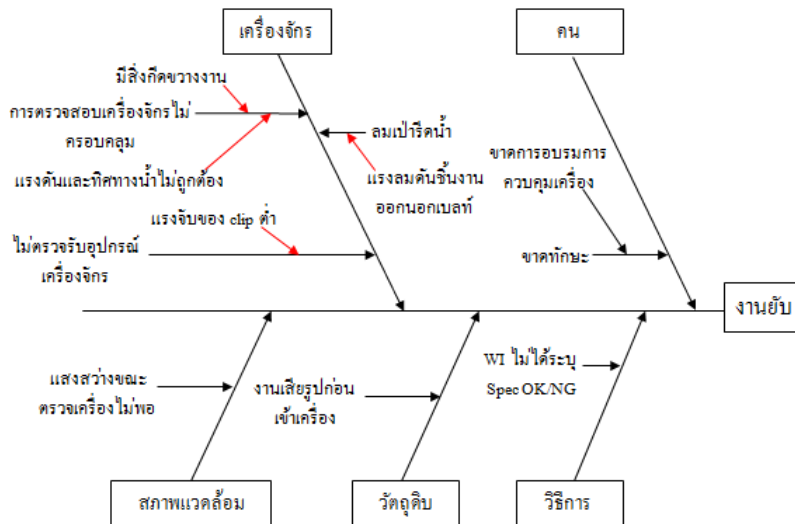 เครื่องจักร
คน
มีสิ่งกีดขวางงาน
การตรวจสอบเครื่องจักรไม่
ครอบคลุม
ลมเป่ารีดน้ำ
แรงดันและทิศทางน้ำไม่ถูกต้อง
แรงลมดันชิ้นงาน
ออกนอกเบลท์
ขาดการอบรมการ
ควบคุมเครื่อง
แรงจับของ clip ต่ำ
ไม่ตรวจรับอุปกรณ์
เครื่องจักร
ขาดทักษะ
งานยับ
แสงสว่างขณะ
ตรวจเครื่องไม่พอ
งานเสียรูปก่อน
เข้าเครื่อง
WI ไม่ได้ระบุ
Spec OK/NG
สภาพแวดล้อม
วัตถุดิบ
วิธีการ